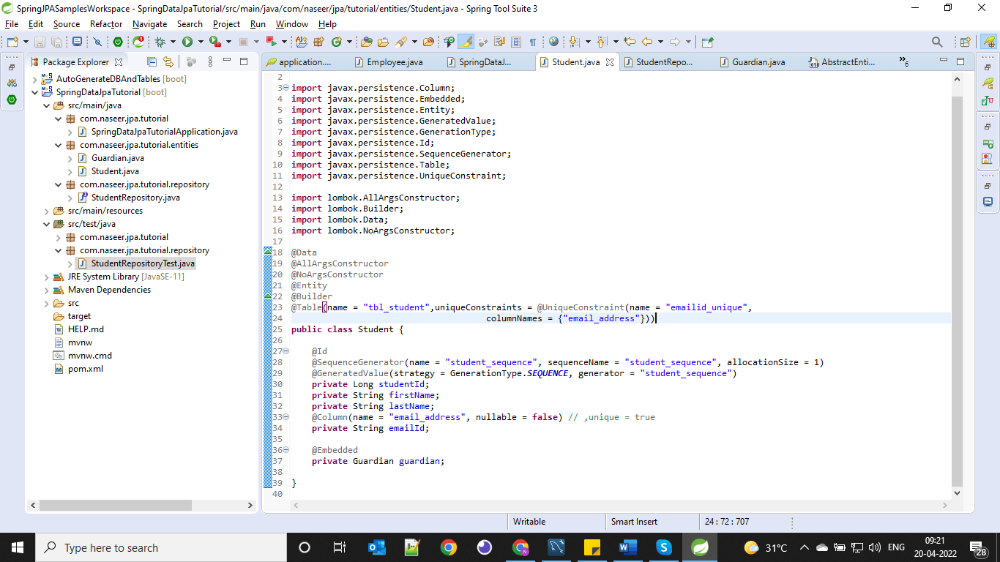 SpringJPASamplesWorkspace - SpringDataJpaTutorial/src/main/java/com/naseer/jpa/tutorial/entities/Student.java - Spring Tool Suite 3
File Edit Source Refactor Navigate Search Project Run Window Help
Package Explorer
AutoGenerateDBAndTables [boot]
SpringDataJpaTutorial [boot]
src/main/java
com.naseer.jpa.tutorial
SpringDataJpaTutorialApplication.java
com.naseer.jpa.tutorial.entities
Guardian.java
Student.java
com.naseer.jpa.tutorial.repository
StudentRepository.java
src/main/resources
src/test/java
com.naseer.jpa.tutorial
com.naseer.jpa.tutorial.repository
StudentRepositoryTest.java
JRE System Library [JavaSE-11]
Maven Dependencies
src
target
HELP.md
mvnw
mvnw.cmd
pom.xml
application.... Employee.java SpringDataJ... Student.java StudentRepo... Guardian.java AbstractEnti... »6
2
3 import javax.persistence.Column;
4 import javax.persistence.Embedded;
5 import javax.persistence.Entity;
6 import javax.persistence.GeneratedValue;
7 import javax.persistence.GenerationType;
8 import javax.persistence.Id;
9 import javax.persistence.SequenceGenerator;
10 import javax.persistence.Table;
11 import javax.persistence.UniqueConstraint;
12
13 import lombok.AllArgsConstructor;
14 import lombok.Builder;
15 import lombok.Data;
16 import lombok.NoArgsConstructor;
17
18 @Data
19 @AllArgsConstructor
20 @NoArgsConstructor
21 @Entity
22 @Builder
23 @Table(name = "tbl_student",uniqueConstraints = @UniqueConstraint(name = "emailid_unique",
24 columnNames = {"email_address"}))
25 public class Student {
26
27 @Id
28 @SequenceGenerator(name = "student_sequence", sequenceName = "student_sequence", allocationSize = 1)
29 @GeneratedValue(strategy = GenerationType.SEQUENCE, generator = "student_sequence")
30 private Long studentId;
31 private String firstName;
32 private String lastName;
33 @Column(name = "email_address", nullable = false) // ,unique = true
34 private String emailId;
35
36 @Embedded
37 private Guardian guardian;
38
39 }
40
Writable Smart Insert 24 : 72 : 707
Type here to search
31°C ENG 09:21
20-04-2022
28